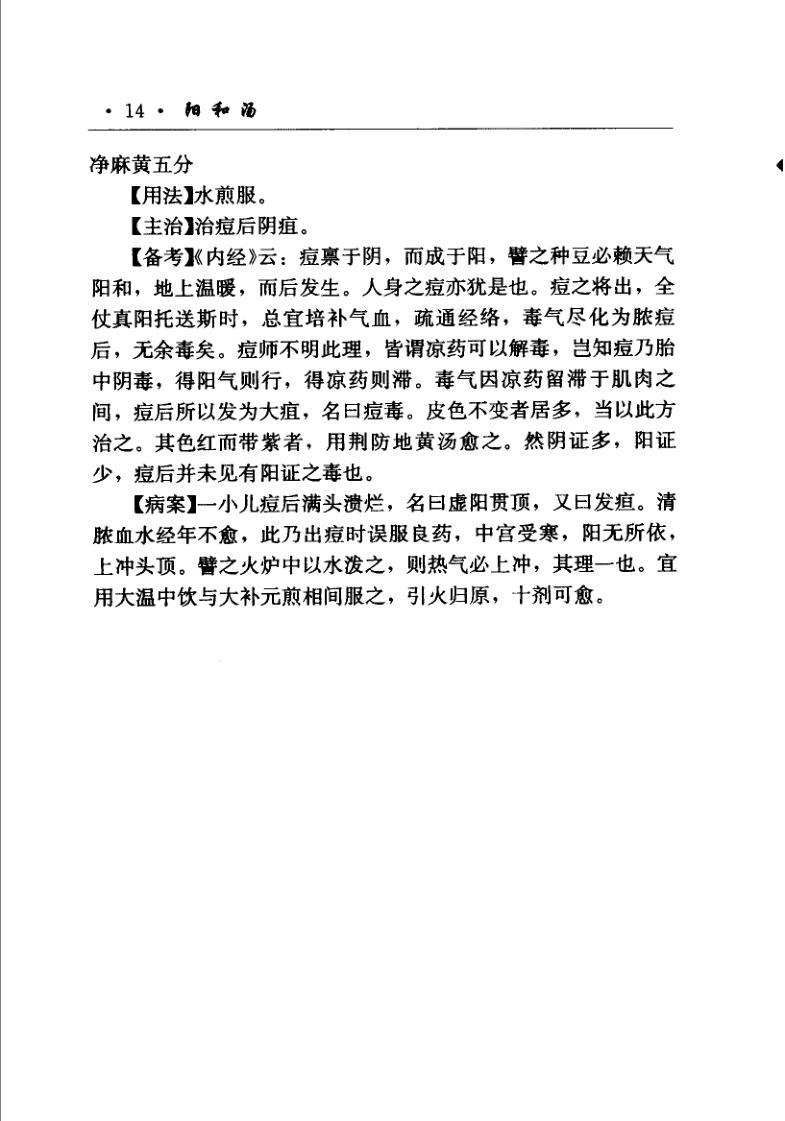 · 14 · 阳和汤
净麻黄五分
【用法】水煎服。
【主治】治痘后阴疽。
【备考】《内经》云：痘禀于阴，而成于阳，譬之种豆必赖天气
阳和，地上温暖，而后发生。人身之痘亦犹是也。痘之将出，全
仗真阳托送斯时，总宜培补气血，疏通经络，毒气尽化为脓痘
后，无余毒矣。痘师不明此理，皆谓凉药可以解毒，岂知痘乃胎
中阴毒，得阳气则行，得凉药则滞。毒气因凉药留滞于肌肉之
间，痘后所以发为大疽，名曰痘毒。皮色不变者居多，当以此方
治之。其色红而带紫者，用荆防地黄汤愈之。然阴证多，阳证
少，痘后并未见有阳证之毒也。
【病案】一小儿痘后满头溃烂，名曰虚阳贯顶，又曰发疸。清
脓血水经年不愈，此乃出痘时误服良药，中宫受寒，阳无所依，
上冲头顶。譬之火炉中以水泼之，则热气必上冲，其理一也。宜
用大温中饮与大补元煎相间服之，引火归原，十剂可愈。